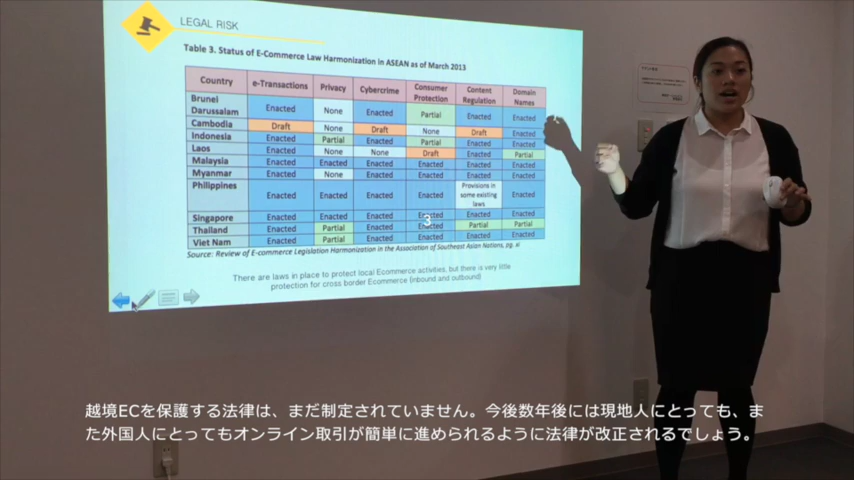 LEGAL RISK
Table 3. Status of E-Commerce Law Harmonization in ASEAN as of March 2013
Country e-Transactions Privacy Cybercrime Consumer Protection Content Regulation Domain Names
Brunei Darussalam Enacted None Enacted Partial Enacted Enacted
Cambodia Draft None Draft None Draft Enacted
Indonesia Enacted Partial Enacted Partial Enacted Enacted
Laos Enacted None None Draft Enacted Partial
Malaysia Enacted Enacted Enacted Enacted Enacted Enacted
Myanmar Enacted None Enacted Enacted Enacted Enacted
Philippines Enacted Enacted Enacted Enacted Provisions in some existing laws Enacted
Singapore Enacted Enacted Enacted Enacted Enacted Enacted
Thailand Enacted Partial Enacted Enacted Partial Partial
Viet Nam Enacted Partial Enacted Enacted Enacted Enacted
3
Source: Review of E-commerce Legislation Harmonization in the Association of Southeast Asian Nations, pg. xi
There are laws in place to protect local Ecommerce activities, but there is very little
protection for cross border Ecommerce (inbound and outbound)
越境ECを保護する法律は、まだ制定されていません。今後数年後には現地人にとっても、ま
た外国人にとってもオンライン取引が簡単に進められるように法律が改正されるでしょう。